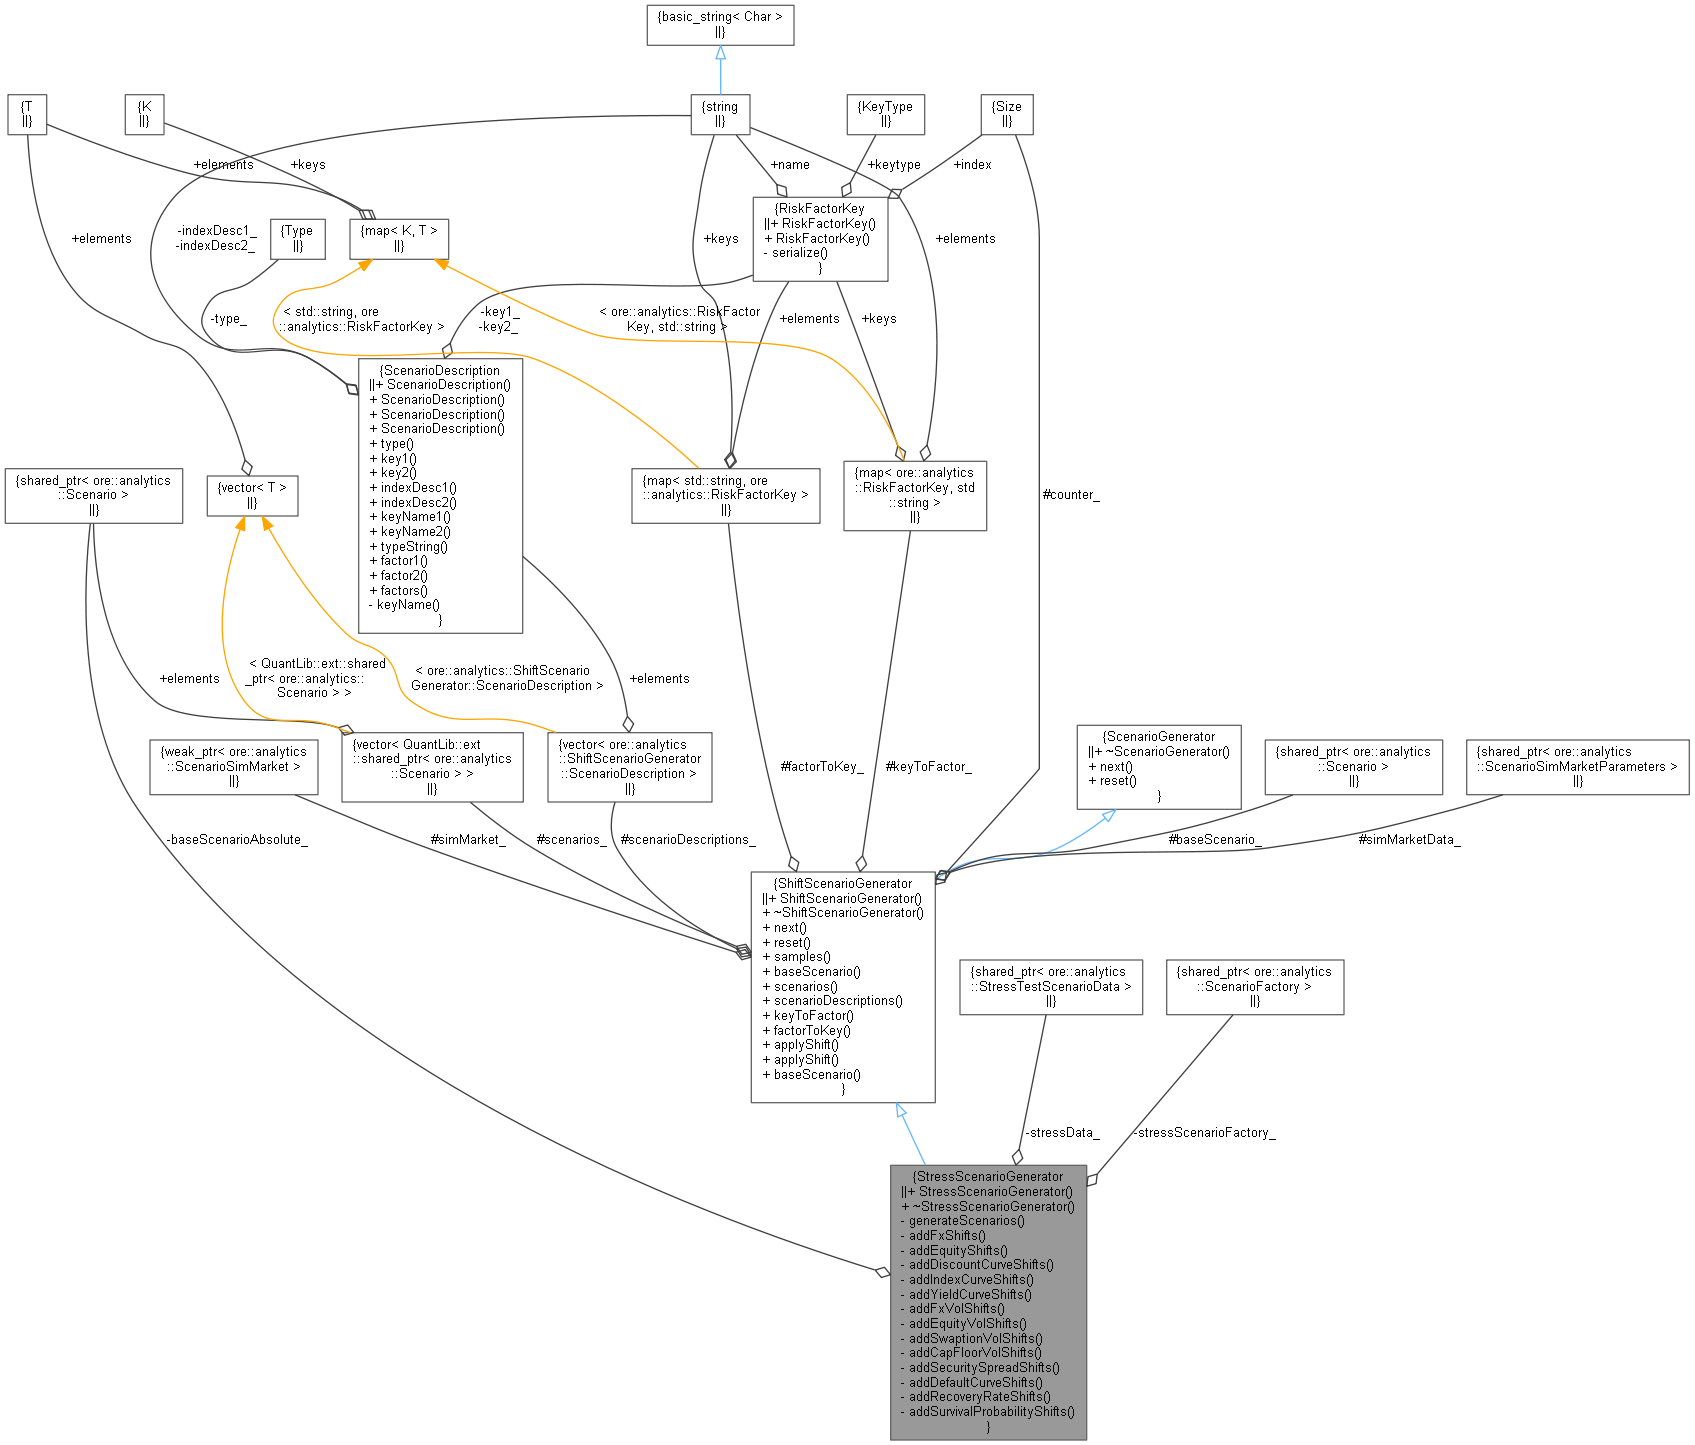 {basic_string< Char >
||}
{T
||}
{K
||}
{string
||}
{KeyType
||}
{Size
||}
+elements
+keys
+name
+keytype
+index
{RiskFactorKey
||+ RiskFactorKey()
+ RiskFactorKey()
- serialize()
}
+elements
-indexDesc1_
-indexDesc2_
{Type
||}
{map< K, T >
||}
+keys
+elements
-type_
< std::string, ore
::analytics::RiskFactorKey >
-key1_
-key2_
< ore::analytics::RiskFactor
Key, std::string >
+elements
+keys
{ScenarioDescription
||+ ScenarioDescription()
+ ScenarioDescription()
+ ScenarioDescription()
+ ScenarioDescription()
+ type()
+ key1()
+ key2()
+ indexDesc1()
+ indexDesc2()
+ keyName1()
+ keyName2()
+ typeString()
+ factor1()
+ factor2()
+ factors()
- keyName()
}
{shared_ptr< ore::analytics
::Scenario >
||}
{vector< T >
||}
{map< std::string, ore
::analytics::RiskFactorKey >
||}
{map< ore::analytics
::RiskFactorKey, std
::string >
||}
#counter_
+elements
< QuantLib::ext::shared
_ptr< ore::analytics::
Scenario > >
< ore::analytics::ShiftScenario
Generator::ScenarioDescription >
+elements
{weak_ptr< ore::analytics
::ScenarioSimMarket >
||}
{vector< QuantLib::ext
::shared_ptr< ore::analytics
::Scenario > >
||}
{vector< ore::analytics
::ShiftScenarioGenerator
::ScenarioDescription >
||}
#factorToKey_
#keyToFactor_
{ScenarioGenerator
||+ ~ScenarioGenerator()
+ next()
+ reset()
}
{shared_ptr< ore::analytics
::Scenario >
||}
{shared_ptr< ore::analytics
::ScenarioSimMarketParameters >
||}
-baseScenarioAbsolute_
#simMarket_
#scenarios_
#scenarioDescriptions_
#baseScenario_
#simMarketData_
{ShiftScenarioGenerator
||+ ShiftScenarioGenerator()
+ ~ShiftScenarioGenerator()
+ next()
+ reset()
+ samples()
+ baseScenario()
+ scenarios()
+ scenarioDescriptions()
+ keyToFactor()
+ factorToKey()
+ applyShift()
+ applyShift()
+ baseScenario()
}
{shared_ptr< ore::analytics
::StressTestScenarioData >
||}
{shared_ptr< ore::analytics
::ScenarioFactory >
||}
-stressData_
-stressScenarioFactory_
{StressScenarioGenerator
||+ StressScenarioGenerator()
+ ~StressScenarioGenerator()
- generateScenarios()
- addFxShifts()
- addEquityShifts()
- addDiscountCurveShifts()
- addIndexCurveShifts()
- addYieldCurveShifts()
- addFxVolShifts()
- addEquityVolShifts()
- addSwaptionVolShifts()
- addCapFloorVolShifts()
- addSecuritySpreadShifts()
- addDefaultCurveShifts()
- addRecoveryRateShifts()
- addSurvivalProbabilityShifts()
}